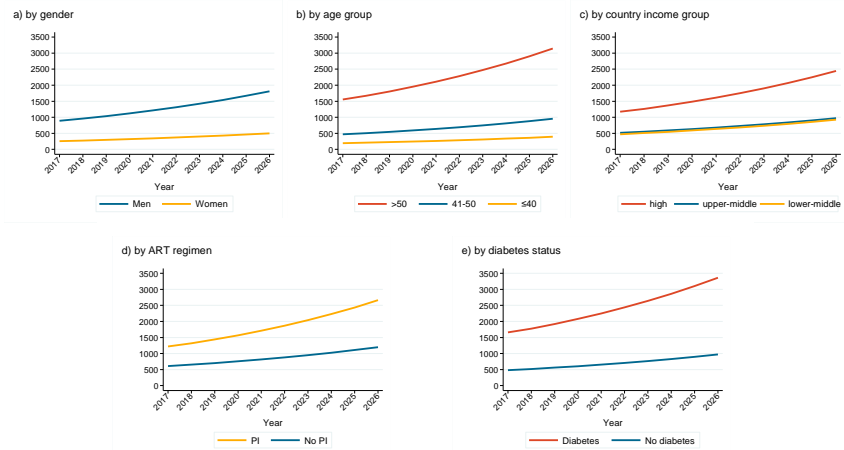 a) by gender
3500
3000
2500
2000
1500
1000
500
0
2017 2018 2019 2020 2021 2022 2023 2024 2025 2026
Year
Men Women
b) by age group
3500
3000
2500
2000
1500
1000
500
0
2017 2018 2019 2020 2021 2022 2023 2024 2025 2026
Year
>50 41-50 ≤40
c) by country income group
3500
3000
2500
2000
1500
1000
500
0
2017 2018 2019 2020 2021 2022 2023 2024 2025 2026
Year
high upper-middle lower-middle
d) by ART regimen
3500
3000
2500
2000
1500
1000
500
0
2017 2018 2019 2020 2021 2022 2023 2024 2025 2026
Year
PI No PI
e) by diabetes status
3500
3000
2500
2000
1500
1000
500
0
2017 2018 2019 2020 2021 2022 2023 2024 2025 2026
Year
Diabetes No diabetes